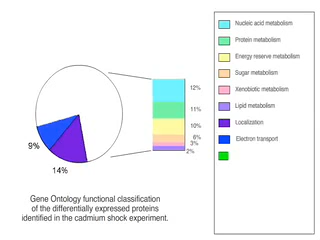 Nucleic acid metabolism
Protein metabolism
Energy reserve metabolism
Sugar metabolism
Xenobiotic metabolism
Lipid metabolism
Localization
Electron transport
12%
11%
10%
6%
3%
2%
9%
14%
Gene Ontology functional classification
of the differentially expressed proteins
identified in the cadmium shock experiment.